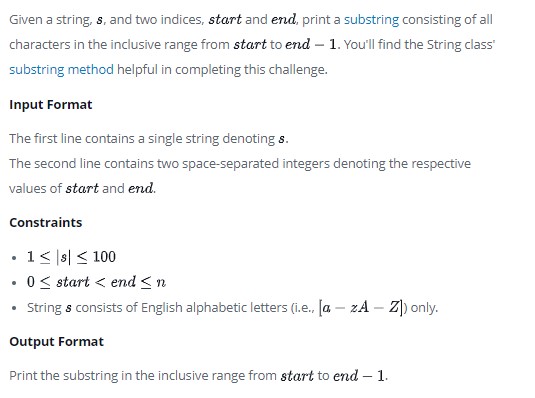 Given a string, s, and two indices, start and end, print a substring consisting of all
characters in the inclusive range from start to end − 1. You'll find the String class'
substring method helpful in completing this challenge.
Input Format
The first line contains a single string denoting s.
The second line contains two space-separated integers denoting the respective
values of start and end.
Constraints
• 1 ≤ |s| ≤ 100
• 0 ≤ start < end ≤ n
• String s consists of English alphabetic letters (i.e., [a − zA − Z]) only.
Output Format
Print the substring in the inclusive range from start to end − 1.